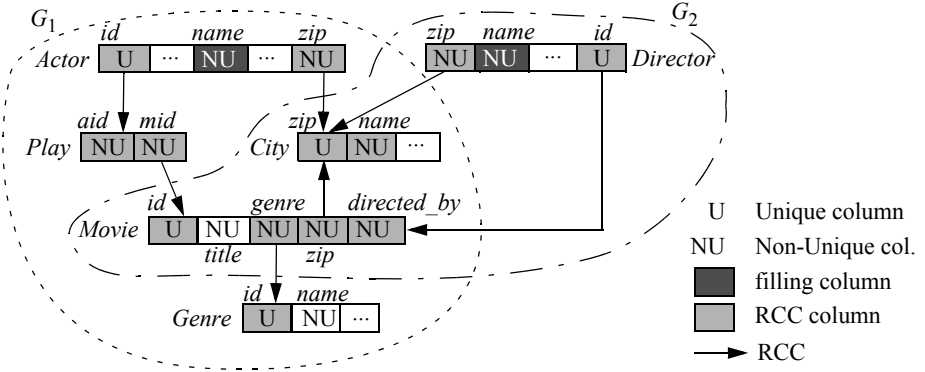 G1
G2
id name zip
Actor U ··· NU ··· NU
zip name id
NU NU ··· U Director
aid mid
Play NU NU
zip name
City U NU ···
id genre directed_by
Movie U NU NU NU NU
title zip
id name
Genre U NU ···
U Unique column
NU Non-Unique col.
filling column
RCC column
RCC